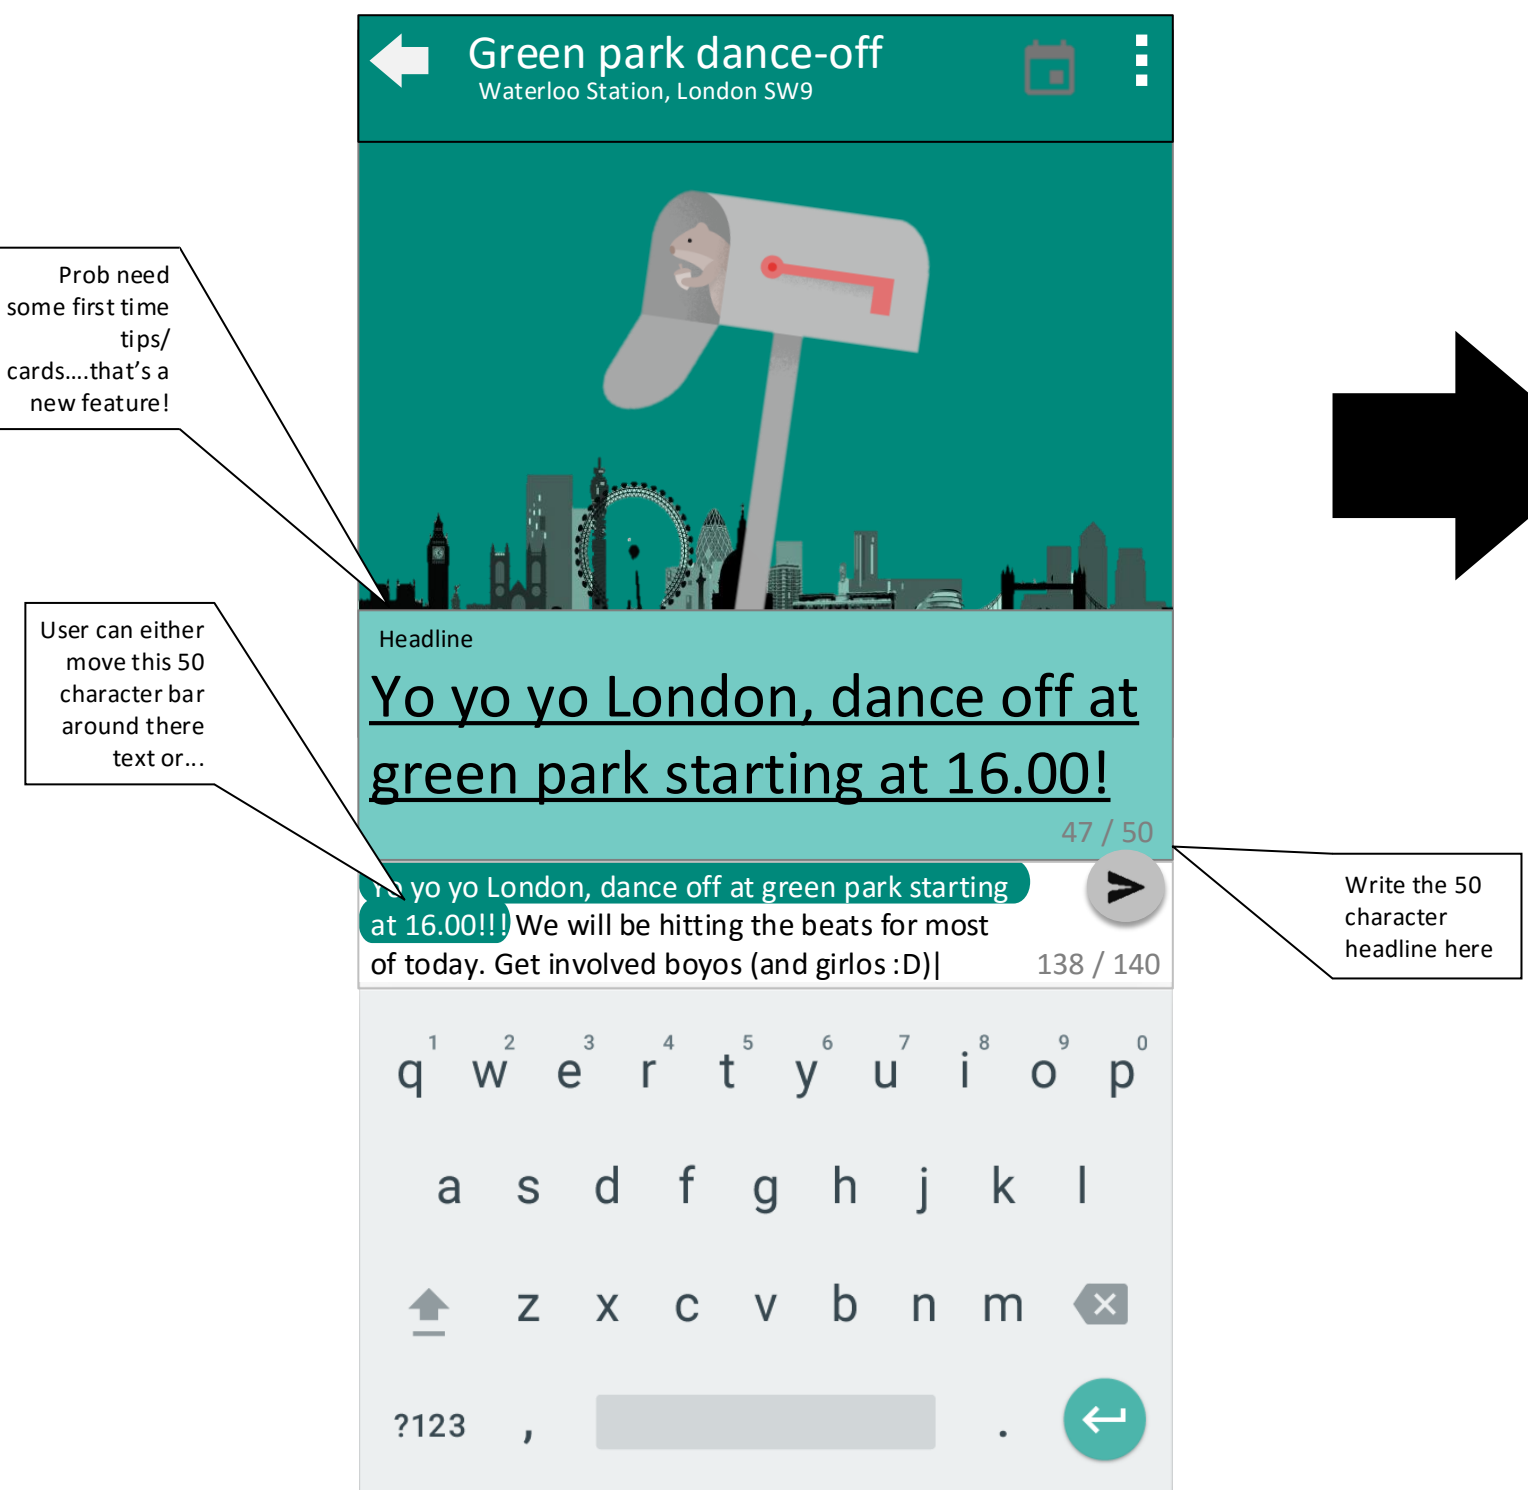 Green park dance-off
Waterloo Station, London SW9
Prob need
some first time
tips/
cards....that's a
new feature!
User can either
move this 50
character bar
around there
text or...
Headline
Yo yo yo London, dance off at
green park starting at 16.00!
47 / 50
Yo yo yo London, dance off at green park starting
at 16.00!!! We will be hitting the beats for most
of today. Get involved boyos (and girlos :D)|
138 / 140
Write the 50
character
headline here
1 2 3 4 5 6 7 8 9 0
q w e r t y u i o p
a s d f g h j k l
z x c v b n m
?123 , .